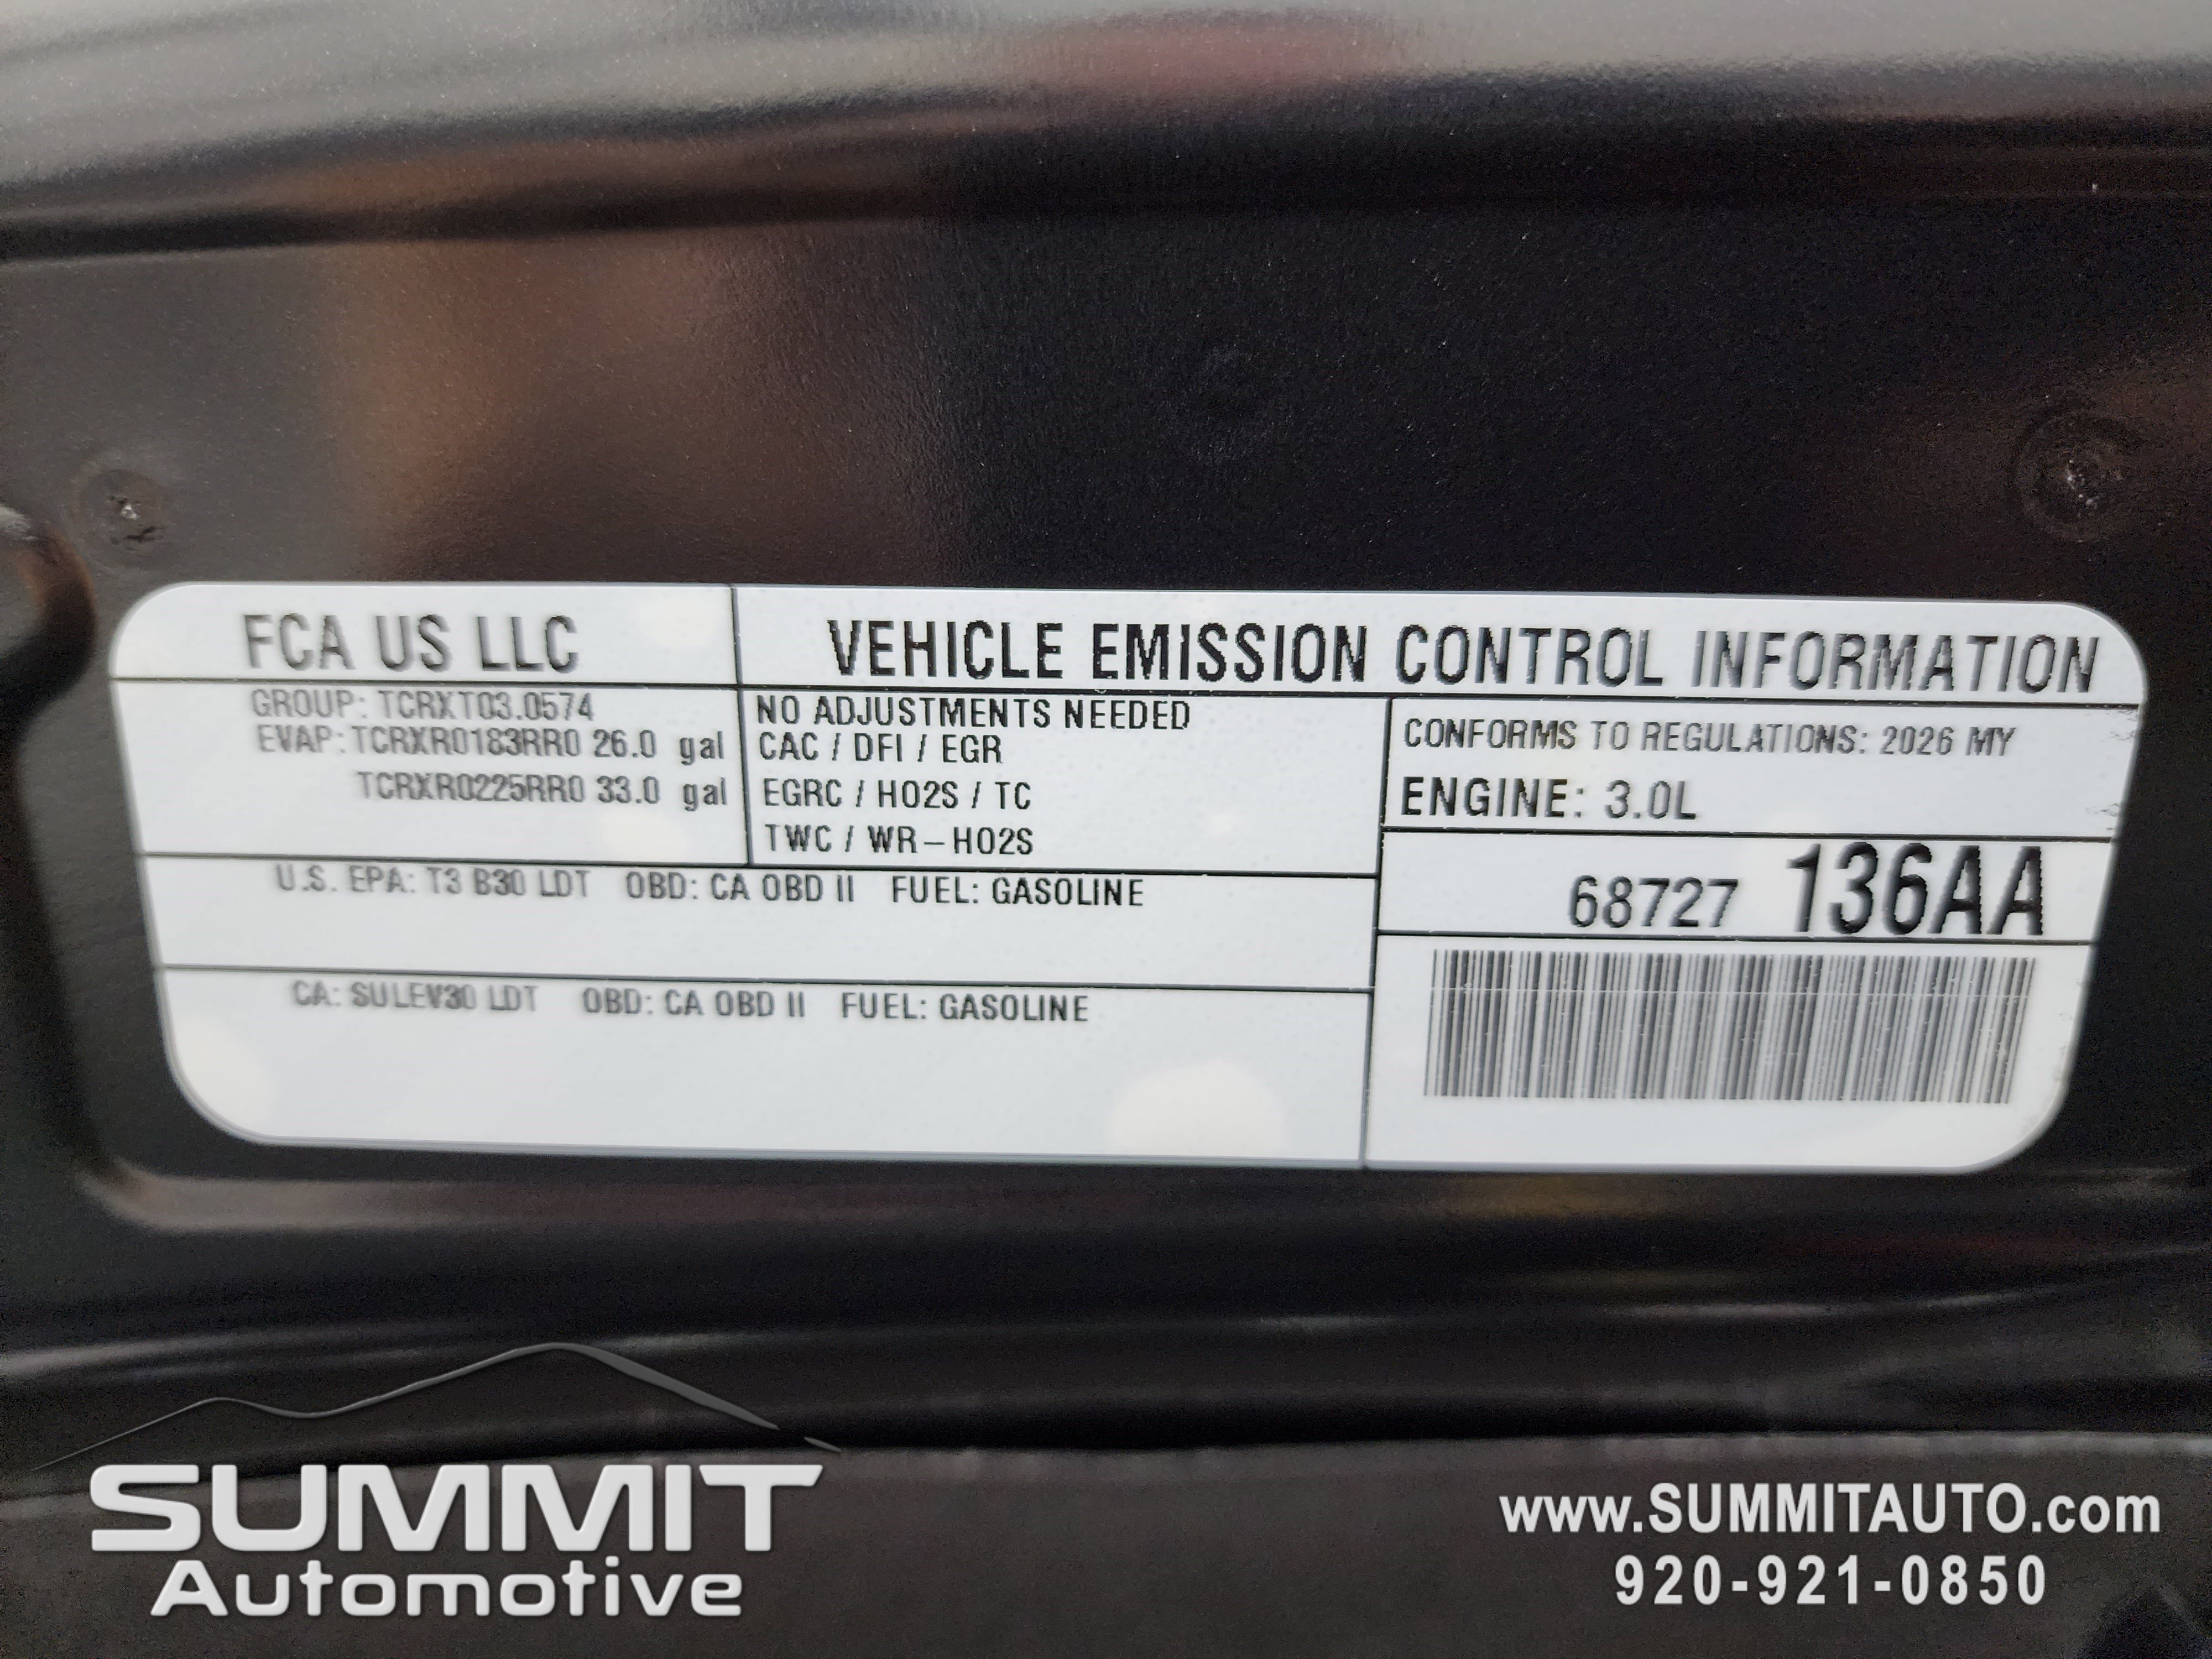 FCA US LLC
VEHICLE EMISSION CONTROL INFORMATION
GROUP: TCRXT03.0574
EVAP: TCRXR0183RR0 26.0 gal
TCRXR0225RR0 33.0 gal
NO ADJUSTMENTS NEEDED
CAC / DFI / EGR
EGRC / HO2S / TC
TWC / WR-HO2S
CONFORMS TO REGULATIONS: 2026 MY
ENGINE: 3.0L
68727 136AA
U.S. EPA: T3 B30 LDT OBD: CA OBD II FUEL: GASOLINE
CA: SULEV30 LDT OBD: CA OBD II FUEL: GASOLINE
SUMMIT
Automotive
www.SUMMITAUTO.com
920-921-0850